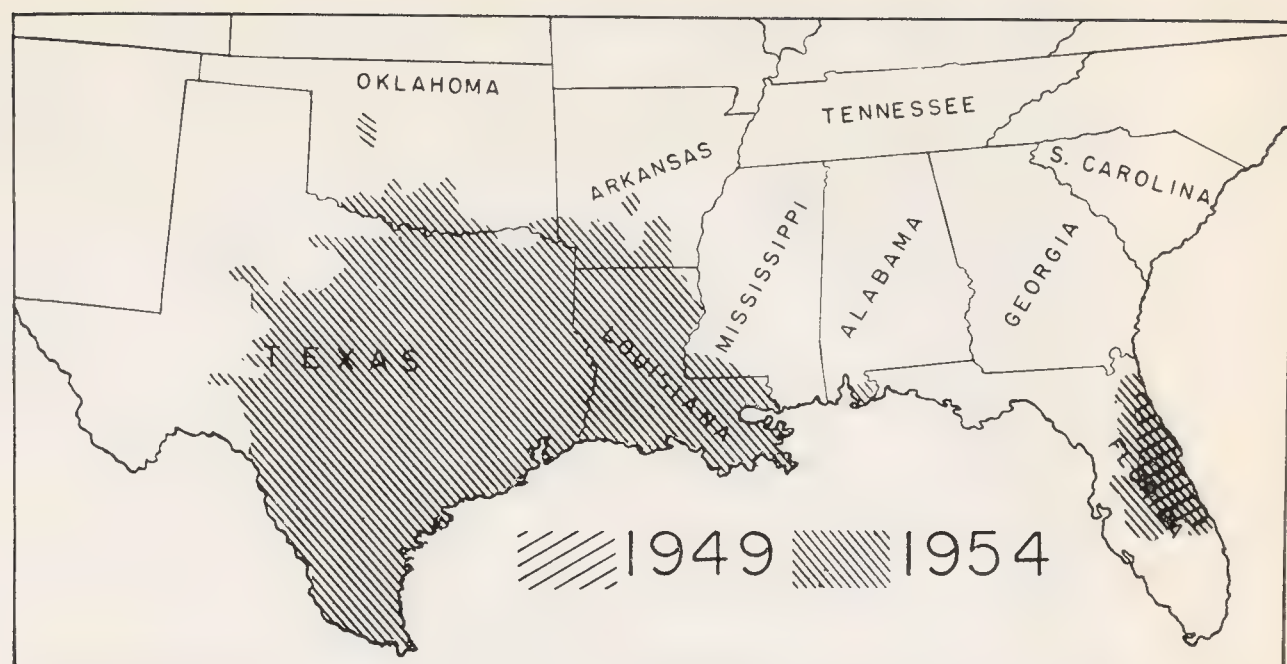 OKLAHOMA
TENNESSEE
ARKANSAS
S. CAROLINA
MISSISSIPPI
ALABAMA
GEORGIA
TEXAS
LOUISIANA
1949 1954